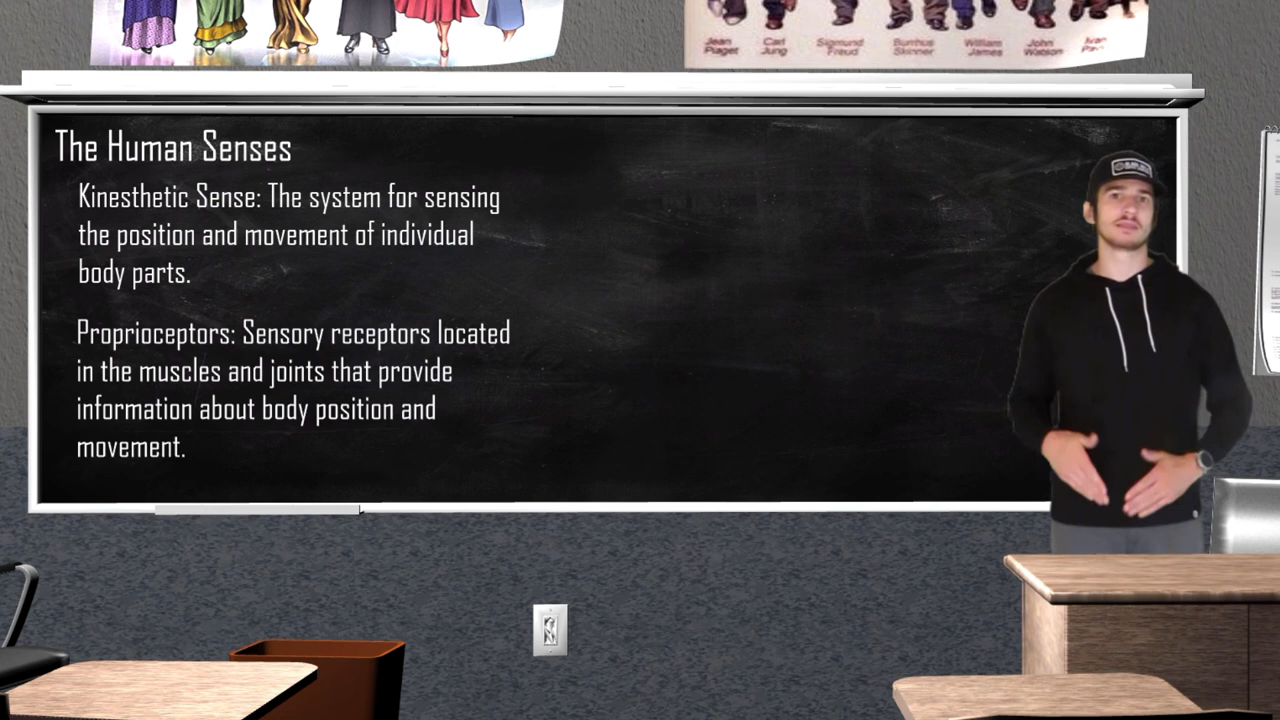 Jean Carl Sigmund Burrhus William John Ivan
Piaget Jung Freud Skinner James Watson
The Human Senses
Kinesthetic Sense: The system for sensing
the position and movement of individual
body parts.
Proprioceptors: Sensory receptors located
in the muscles and joints that provide
information about body position and
movement.